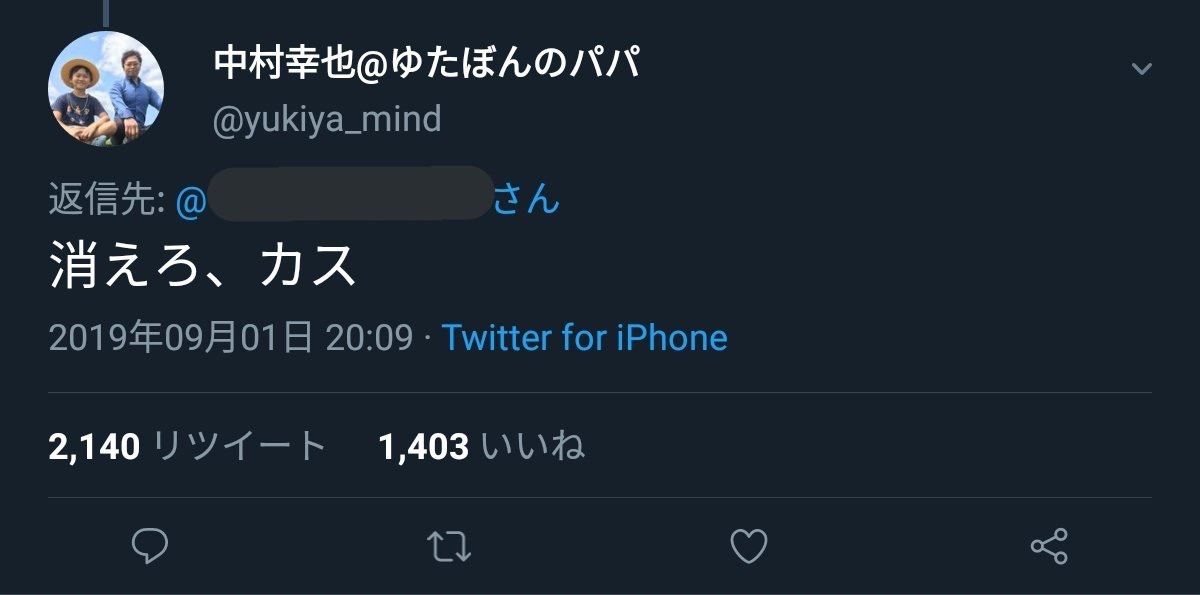 中村幸也@ゆたぼんのパパ
@yukiya_mind
返信先: @さん
消えろ、カス
2019年09月01日 20:09 · Twitter for iPhone
2,140 リツイート 1,403 いいね